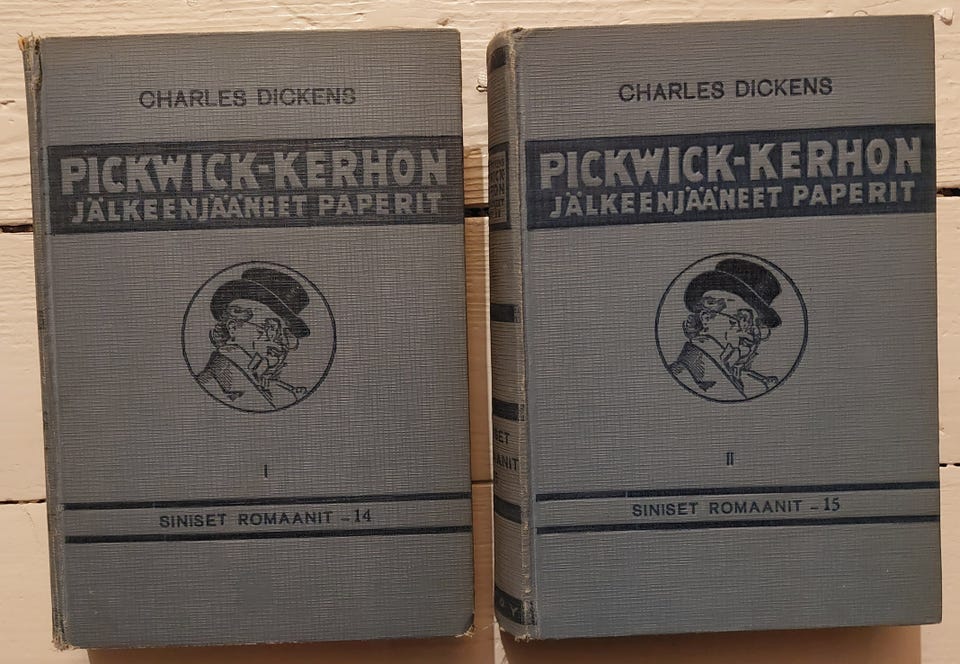 CHARLES DICKENS
PICKWICK-KERHON
JÄLKEENJÄÄNEET PAPERIT
I
SINISET ROMAANIT - 14
CHARLES DICKENS
PICKWICK-KERHON
JÄLKEENJÄÄNEET PAPERIT
II
SINISET ROMAANIT - 15